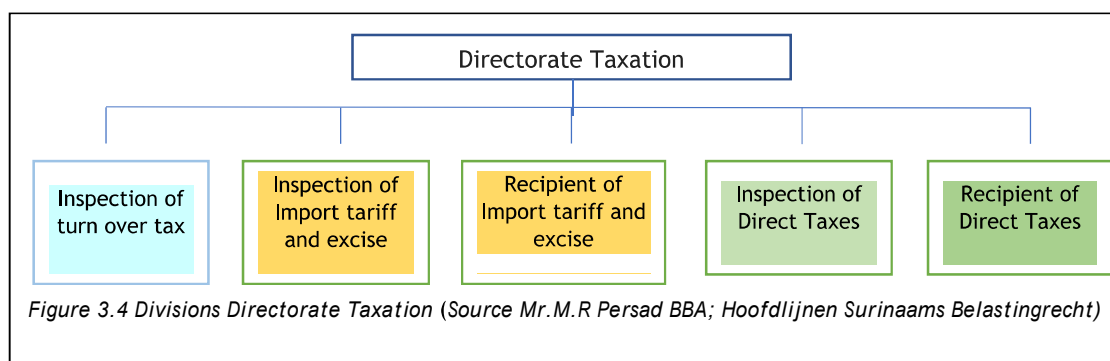 Directorate Taxation
Inspection of
turn over tax
Inspection of
Import tariff
and excise
Recipient of
Import tariff and
excise
Inspection of
Direct Taxes
Recipient of
Direct Taxes
Figure 3.4 Divisions Directorate Taxation (Source Mr.M.R Persad BBA; Hoofdlijnen Surinaams Belastingrecht)